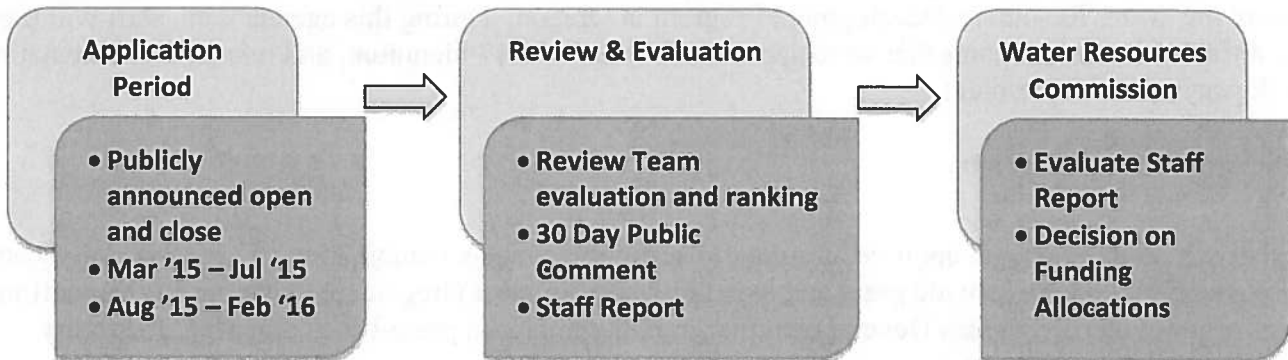 Application
Period
• Publicly
announced open
and close
• Mar '15 – Jul '15
• Aug '15 – Feb '16
Review & Evaluation
• Review Team
evaluation and ranking
• 30 Day Public
Comment
• Staff Report
Water Resources
Commission
• Evaluate Staff
Report
• Decision on
Funding
Allocations